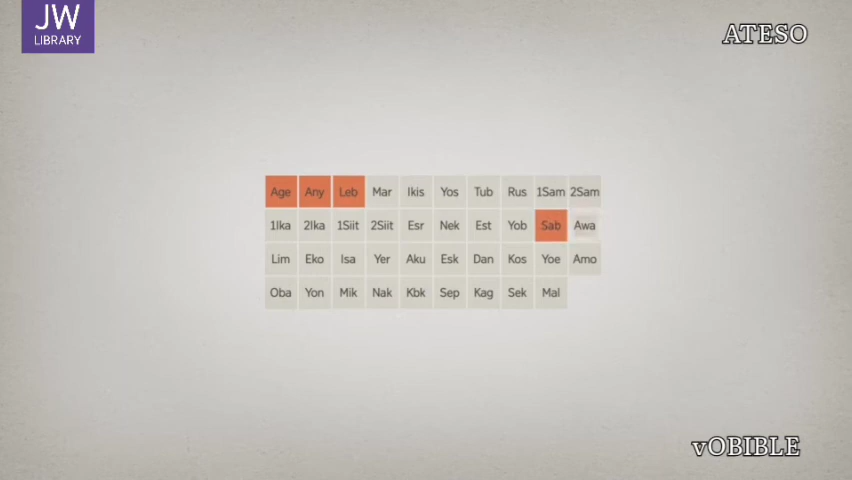 JW
LIBRARY
ATESO
Age Any Leb Mar Ikis Yos Tub Rus 1Sam 2Sam
1Ika 2Ika 1Siit 2Siit Esr Nek Est Yob Sab Awa
Lim Eko Isa Yer Aku Esk Dan Kos Yoe Amo
Oba Yon Mik Nak Kbk Sep Kag Sek Mal
vOBIBLE